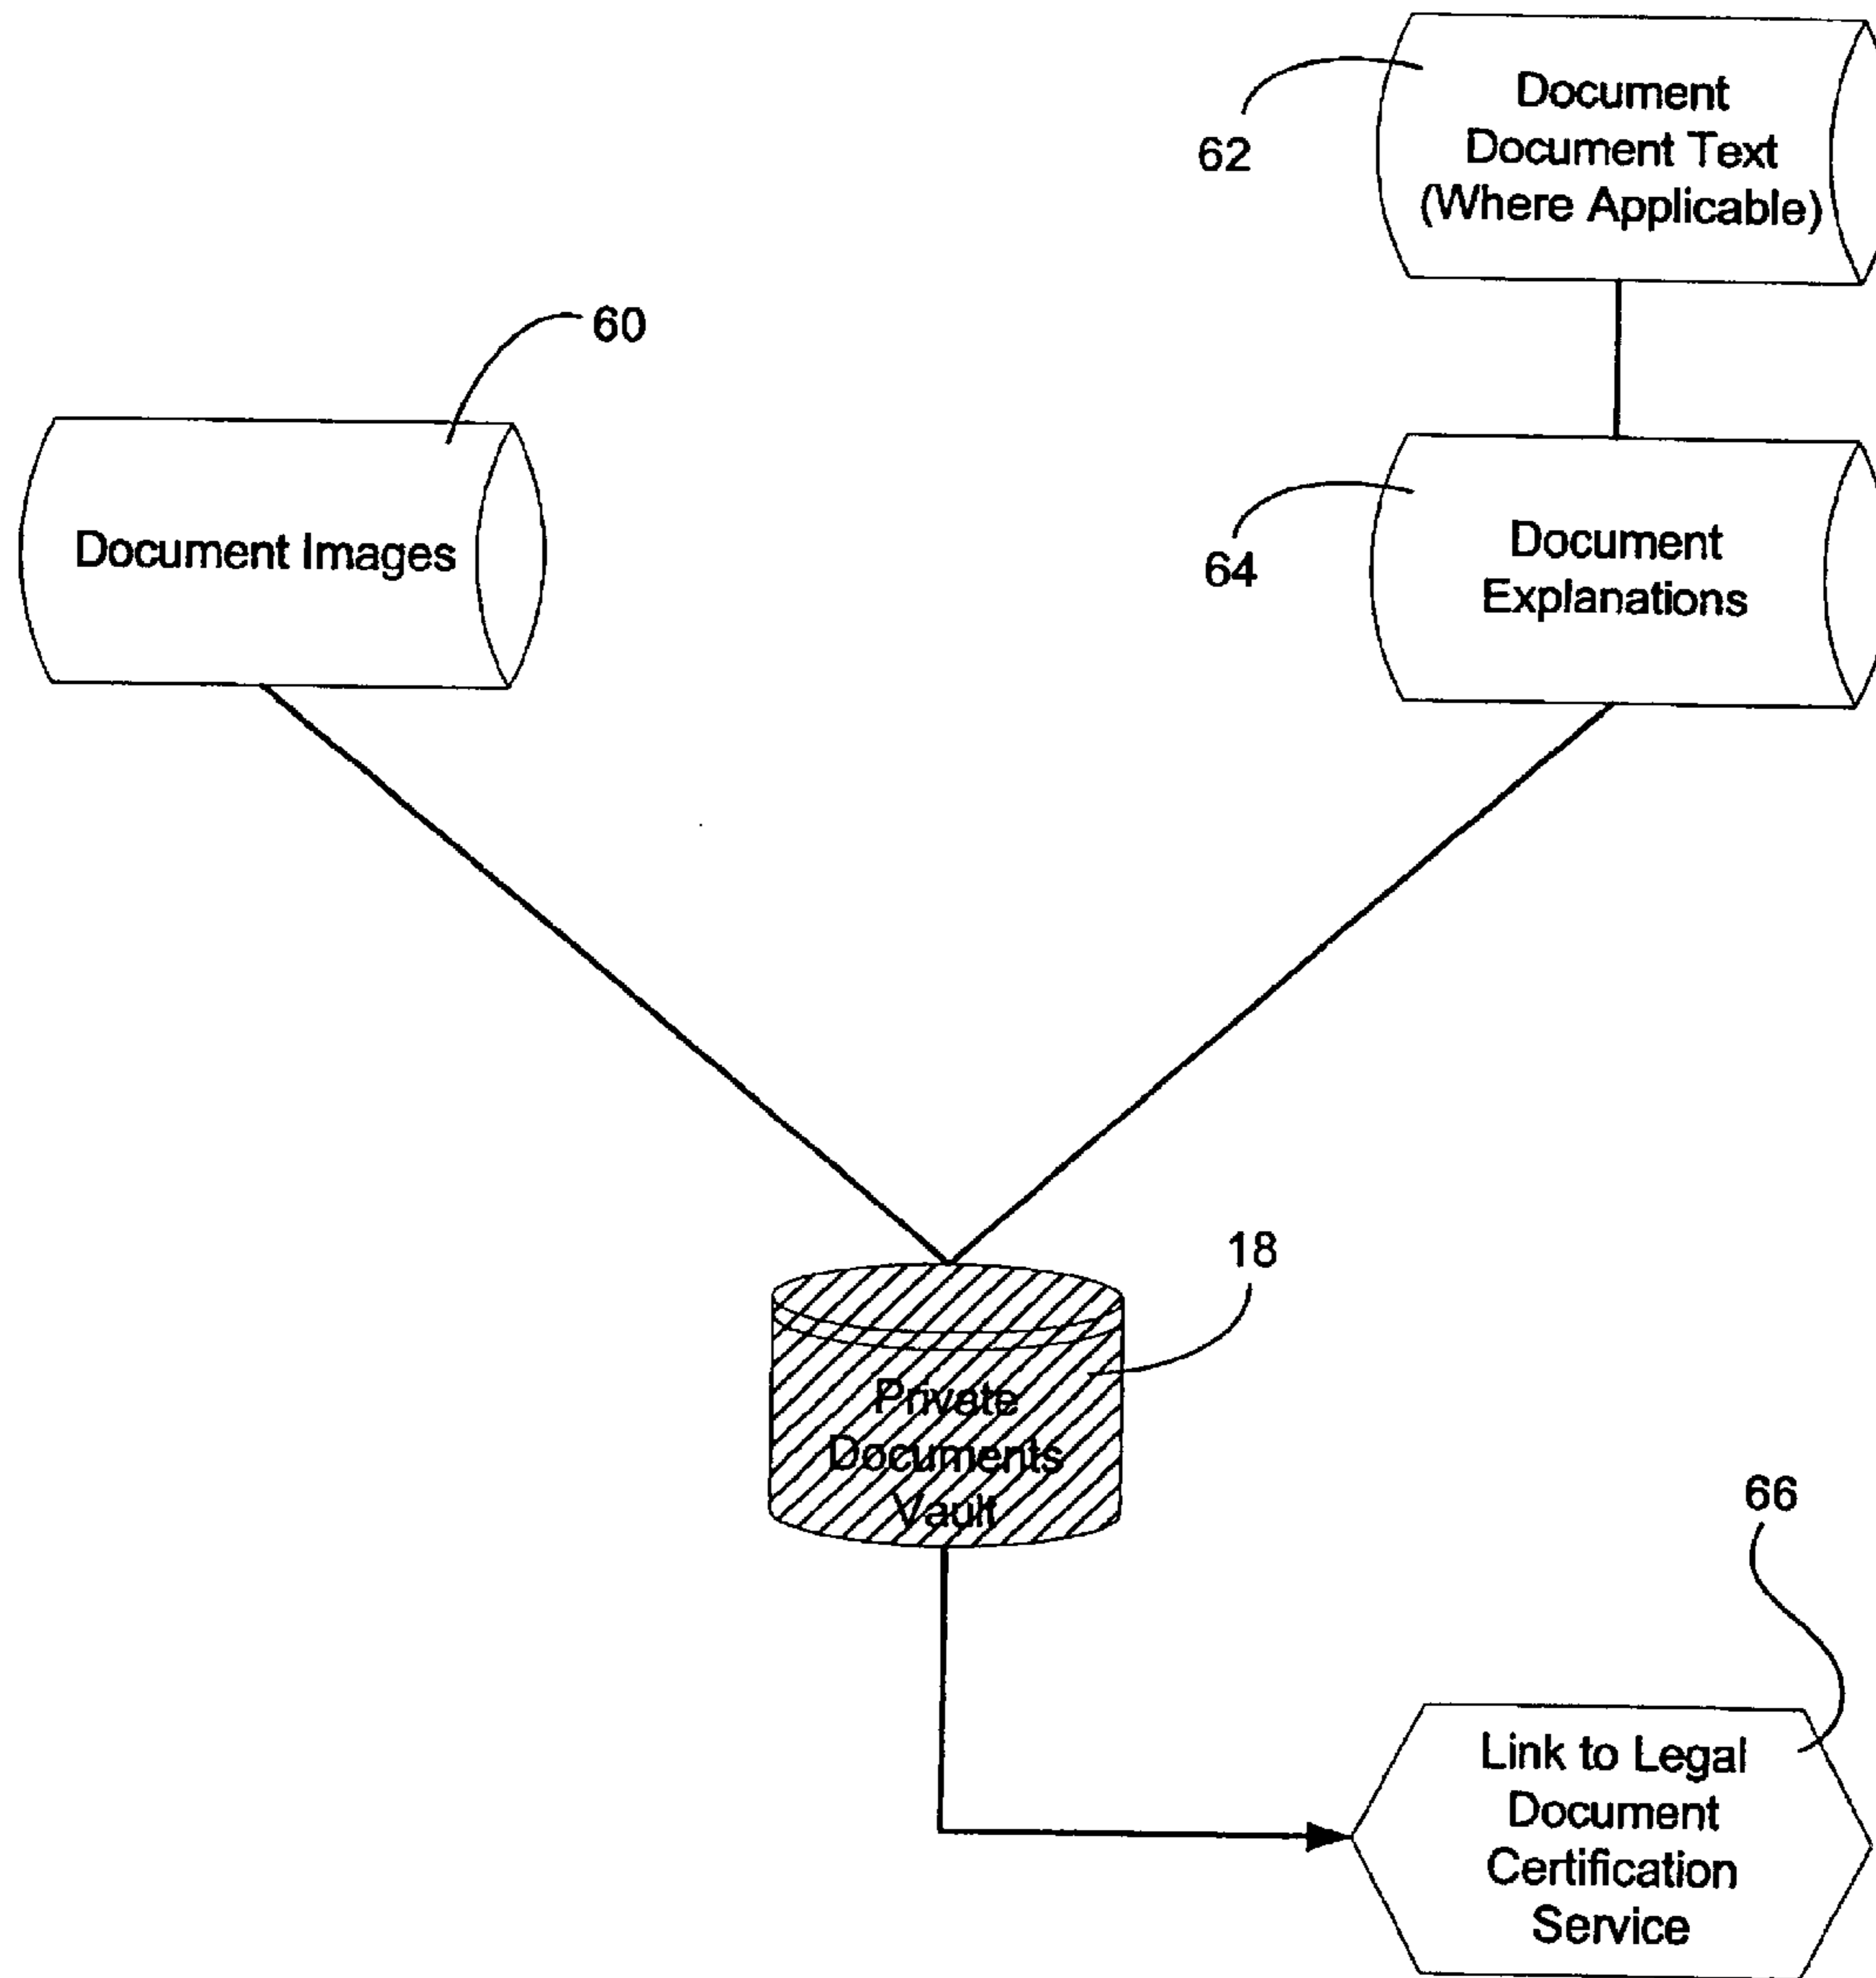 Document
Document Text
(Where Applicable)
62
60
Document Images
64
Document
Explanations
18
Private
Documents
Vault
66
Link to Legal
Document
Certification
Service